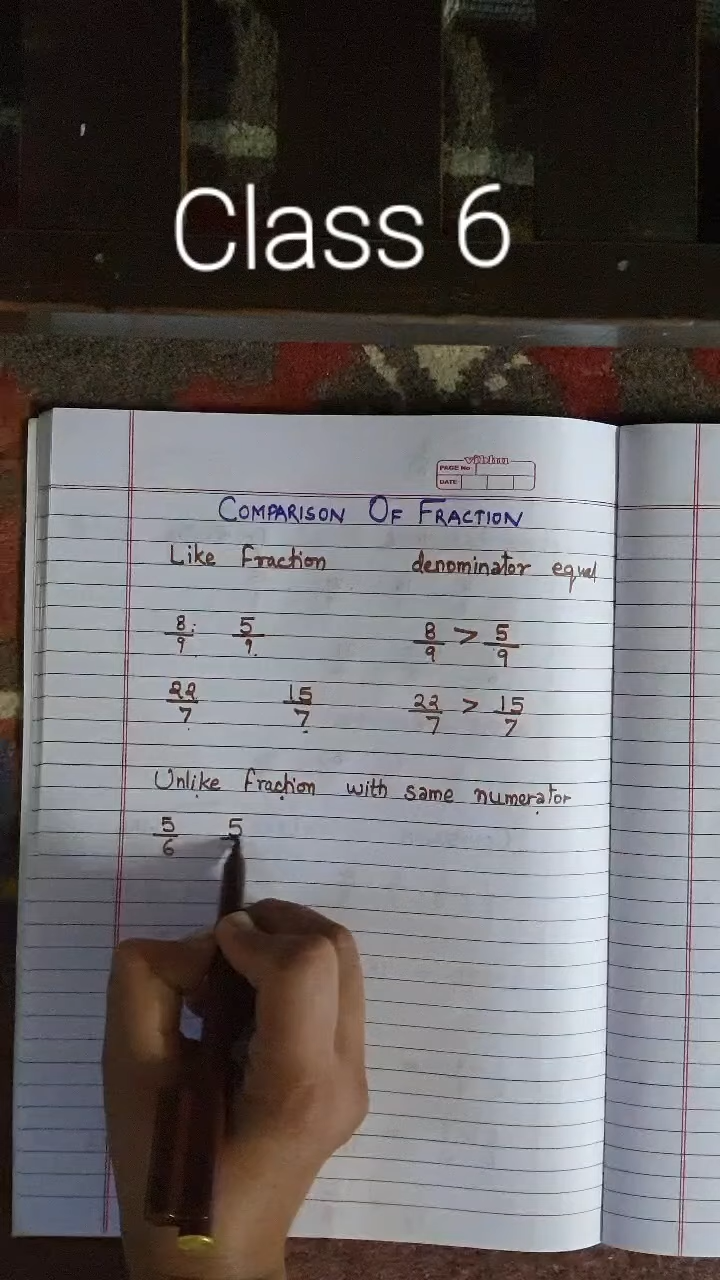 Class 6
vibhu
PAGE No
DATE
COMPARISON OF FRACTION
Like fraction denominator equal
8/9 5/9 8/9 > 5/9
22/7 15/7 22/7 > 15/7
Unlike fraction with same numerator
5/6 5